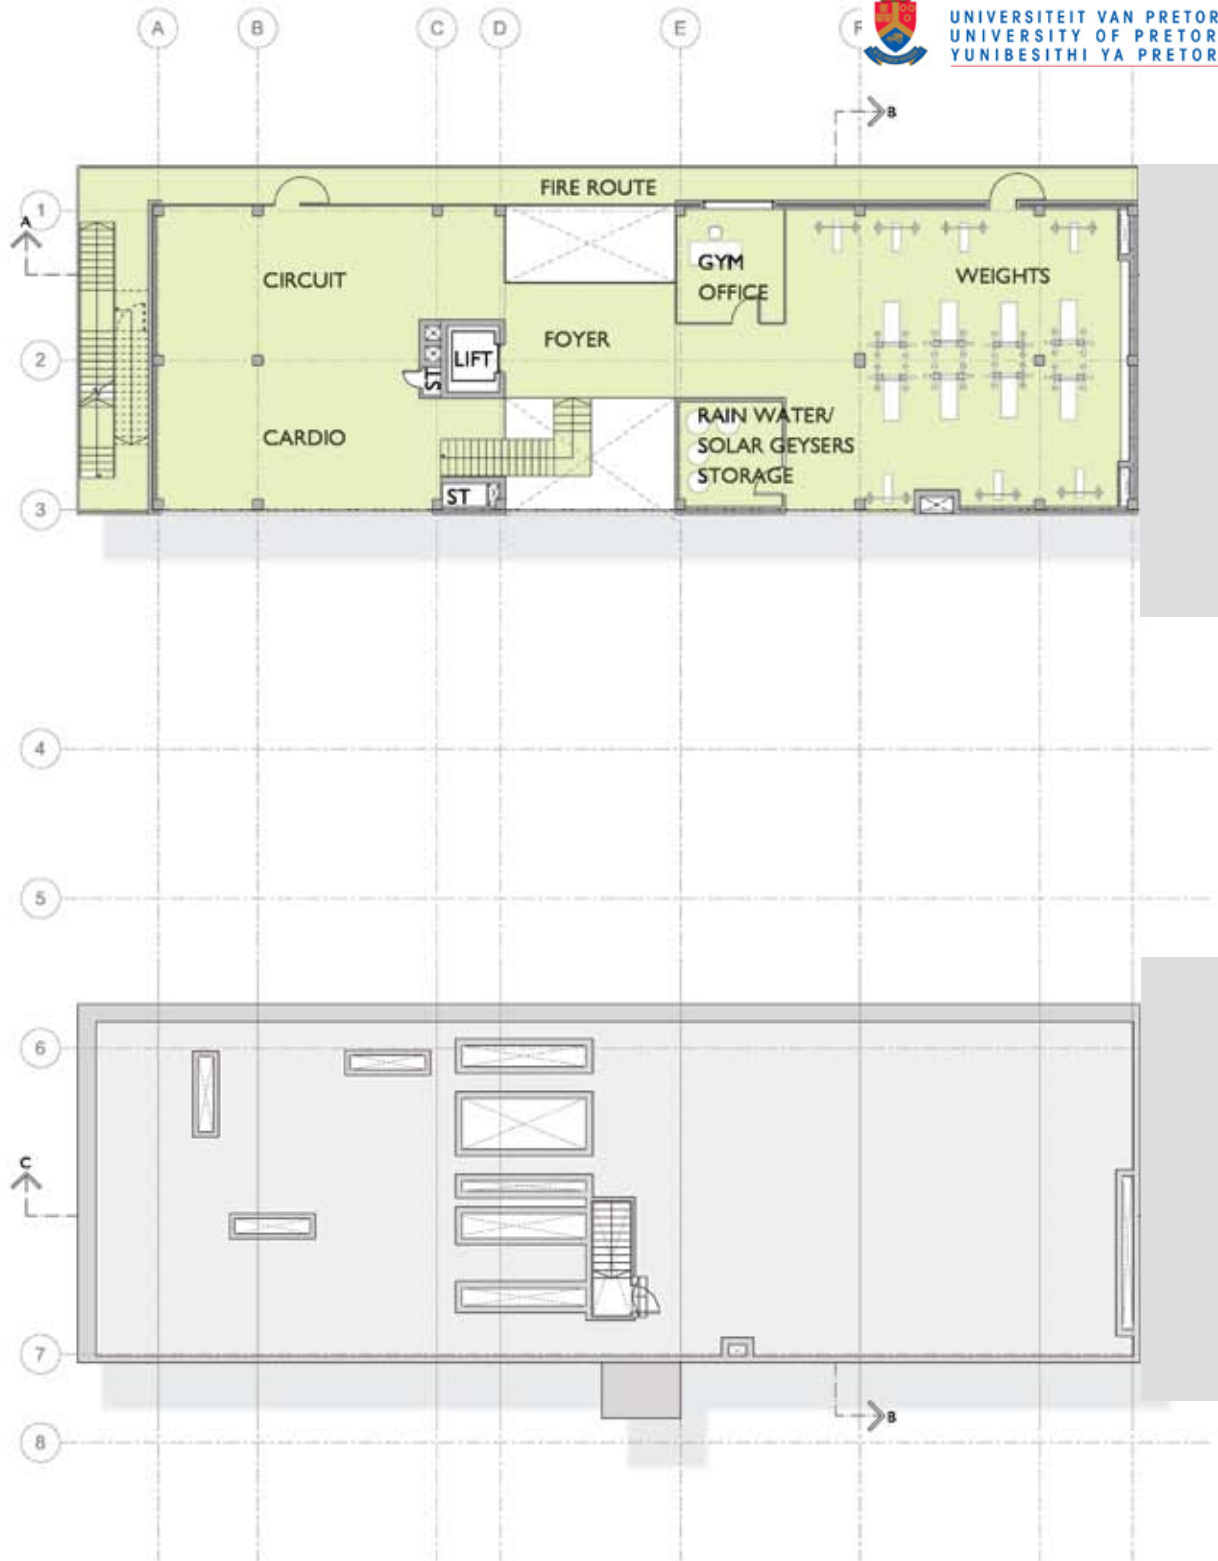 A
B
C
D
E
F
UNIVERSITEIT VAN PRETOR
UNIVERSITY OF PRETOR
YUNIBESITHI YA PRETOR
B
FIRE ROUTE
1
A
CIRCUIT
GYM
OFFICE
WEIGHTS
FOYER
2
LIFT
ST
CARDIO
RAIN WATER/
SOLAR GEYSERS
STORAGE
ST
3
4
5
6
C
7
B
8